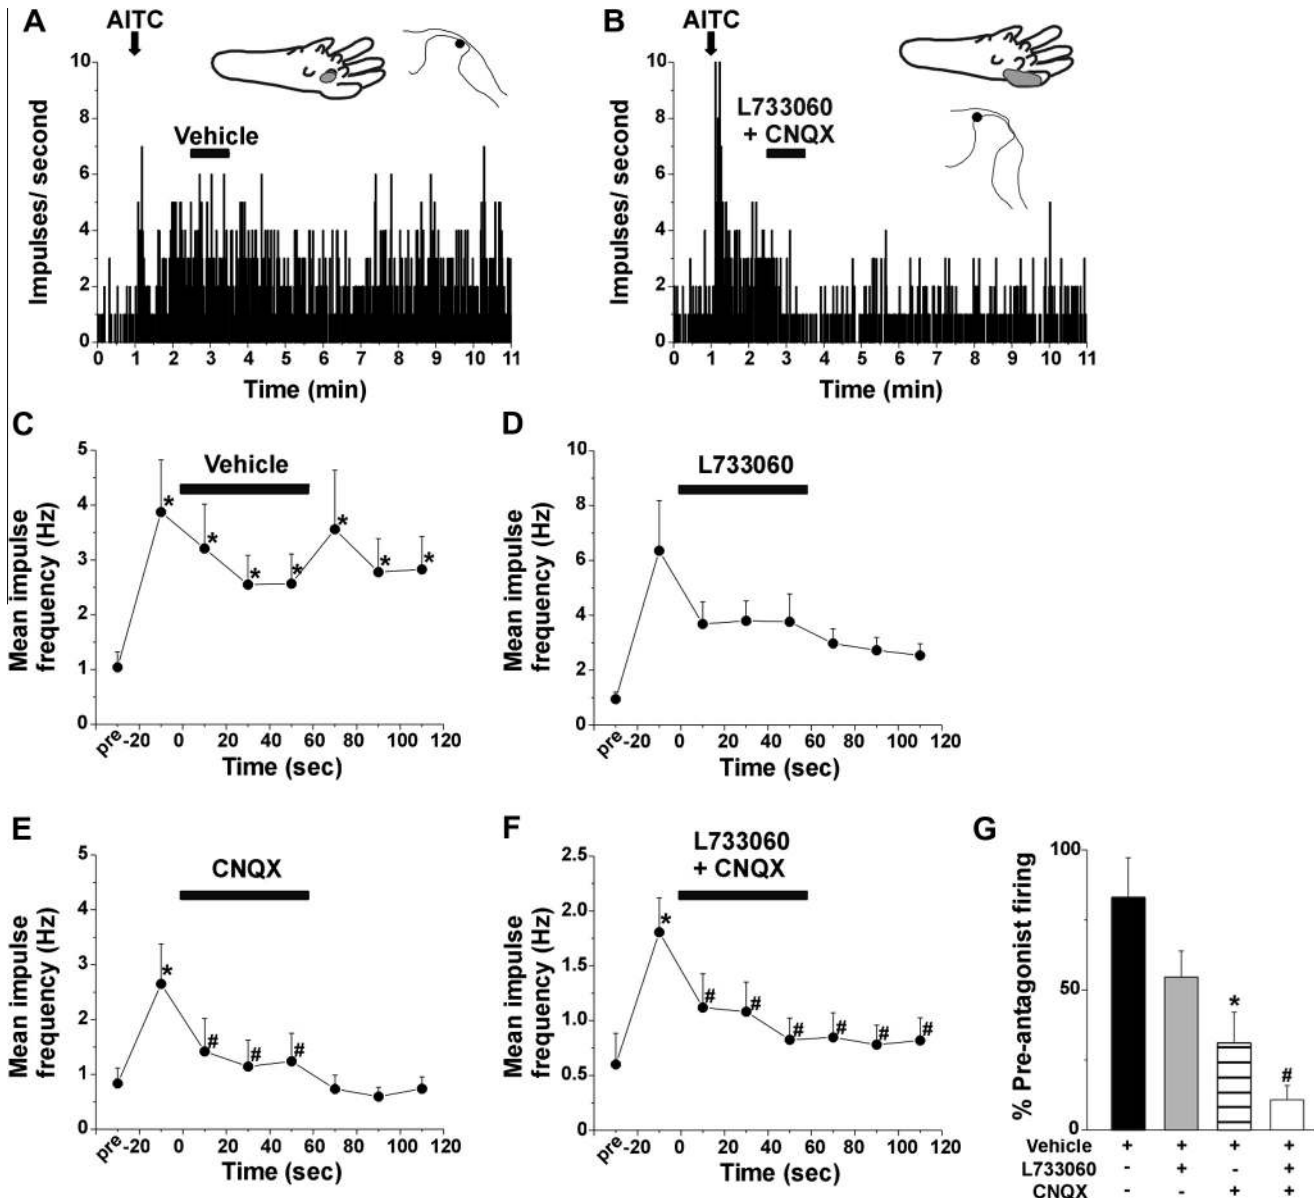 A
AITC
Impulses/ second
10
8
6
4
2
0
Vehicle
0 1 2 3 4 5 6 7 8 9 10 11
Time (min)
B
AITC
Impulses/ second
10
8
6
4
2
0
L733060
+ CNQX
0 1 2 3 4 5 6 7 8 9 10 11
Time (min)
C
Mean impulse
frequency (Hz)
5
4
3
2
1
0
Vehicle
* * * * * * *
pre -20 0 20 40 60 80 100 120
Time (sec)
D
Mean impulse
frequency (Hz)
10
8
6
4
2
0
L733060
pre -20 0 20 40 60 80 100 120
Time (sec)
E
Mean impulse
frequency (Hz)
5
4
3
2
1
0
CNQX
* # # #
pre -20 0 20 40 60 80 100 120
Time (sec)
F
Mean impulse
frequency (Hz)
2.5
2.0
1.5
1.0
0.5
0
L733060
+ CNQX
* # # # # # #
pre -20 0 20 40 60 80 100 120
Time (sec)
G
% Pre-antagonist firing
100
50
0
* #
Vehicle + + + +
L733060 - + - +
CNQX - - + +